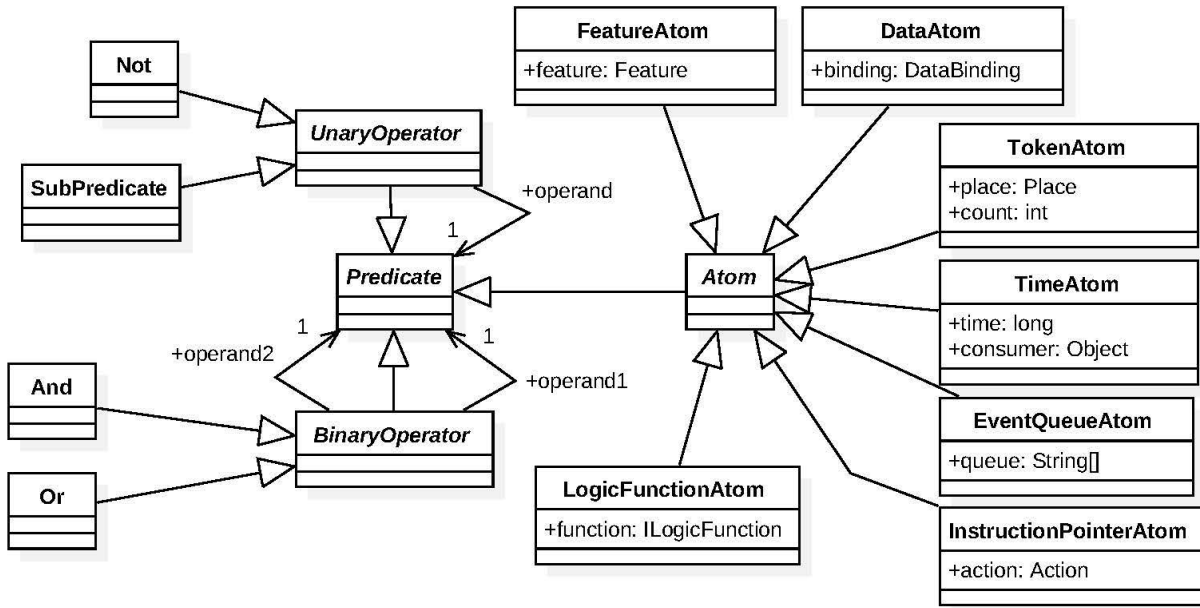 FeatureAtom
+feature: Feature
DataAtom
+binding: DataBinding
Not
UnaryOperator
SubPredicate
+operand
1
TokenAtom
+place: Place
+count: int
Predicate
Atom
TimeAtom
+time: long
+consumer: Object
1
1
+operand2
+operand1
And
BinaryOperator
EventQueueAtom
+queue: String[]
Or
LogicFunctionAtom
+function: ILogicFunction
InstructionPointerAtom
+action: Action